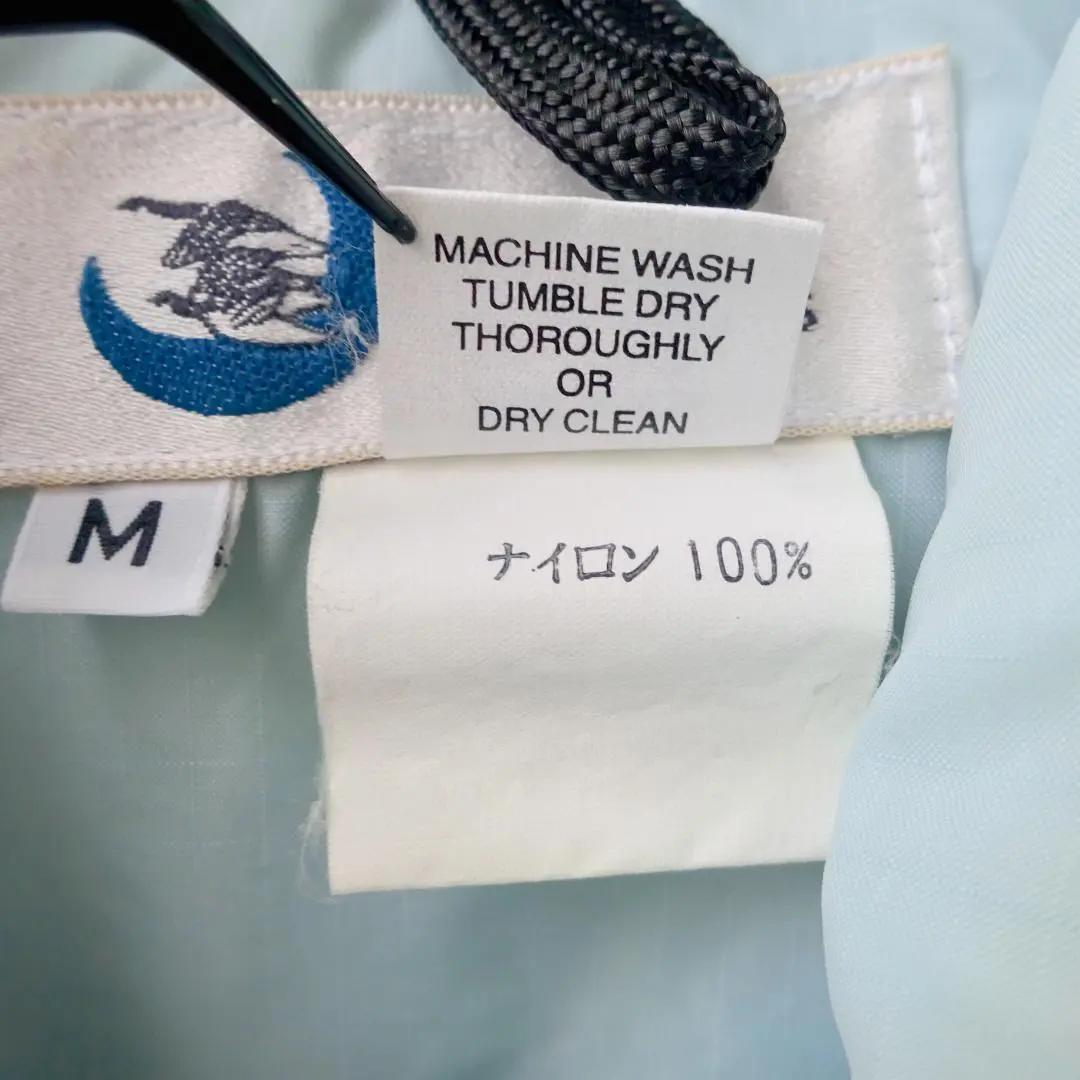 MACHINE WASH
TUMBLE DRY
THOROUGHLY
OR
DRY CLEAN
M
ナイロン 100%